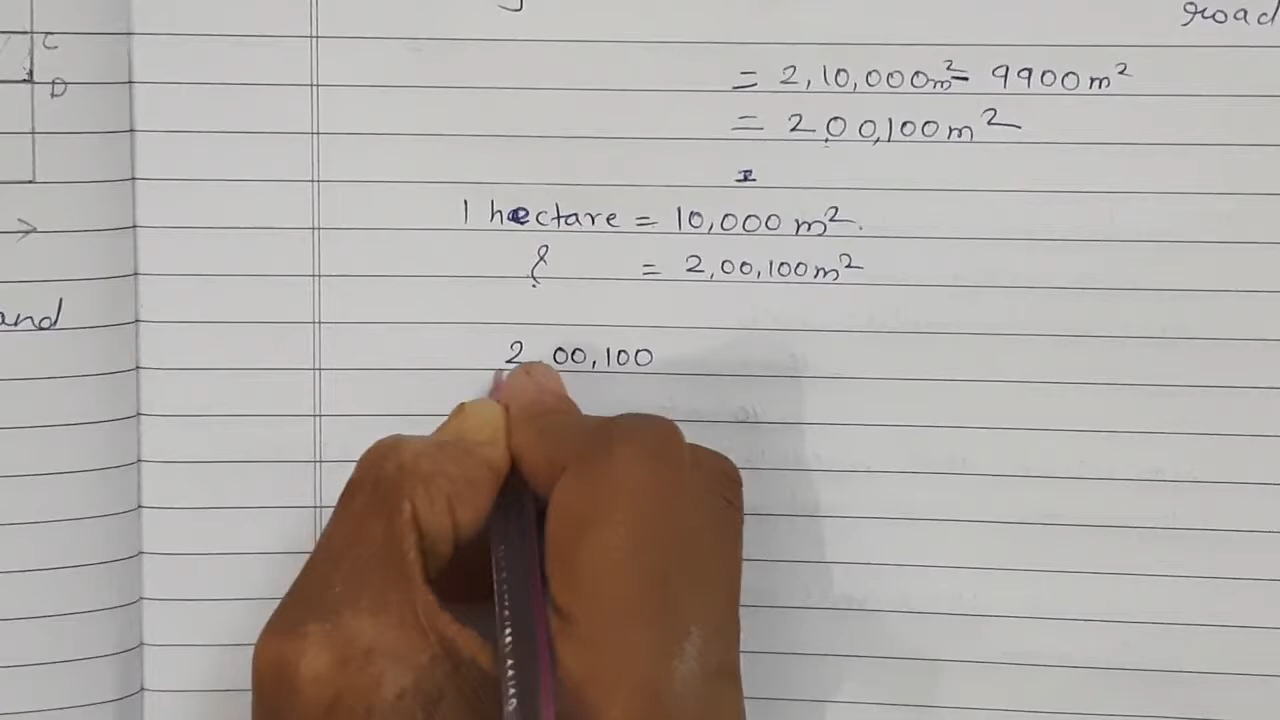 road
C
= 2,10,000m² - 9900m²
D
= 2,00,100m²
1 hectare = 10,000 m².
= 2,00,100m²
and
2,00,100